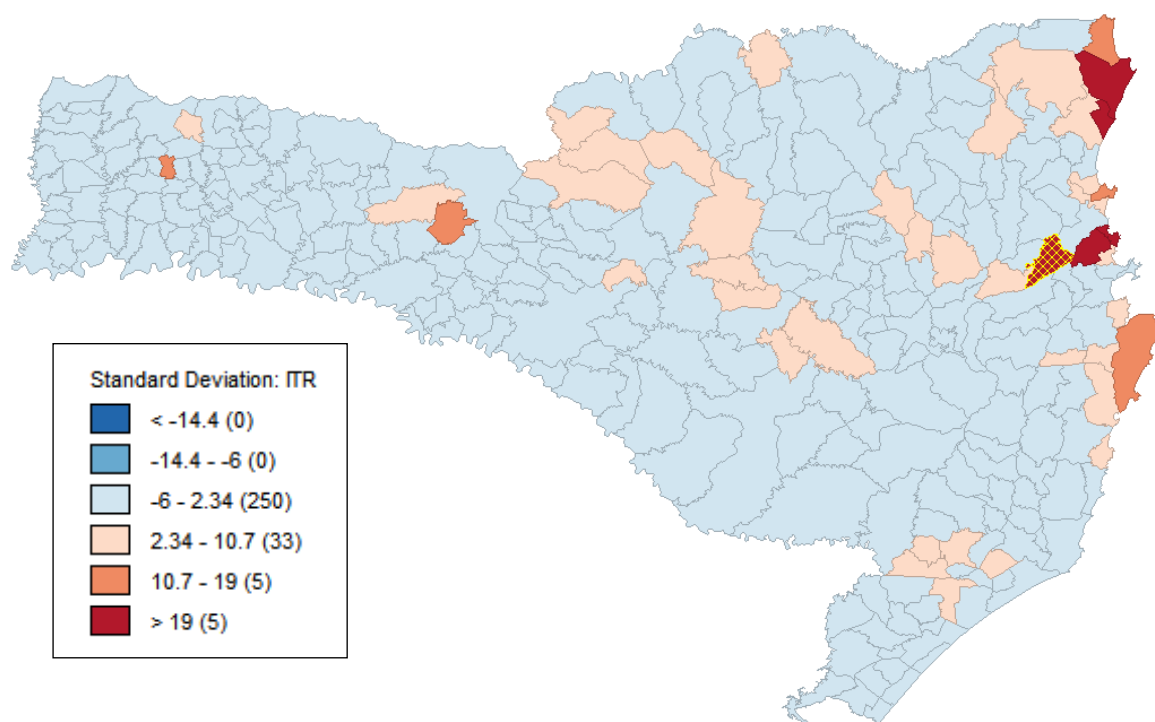 Standard Deviation: ITR
< -14.4 (0)
-14.4 - -6 (0)
-6 - 2.34 (250)
2.34 - 10.7 (33)
10.7 - 19 (5)
> 19 (5)